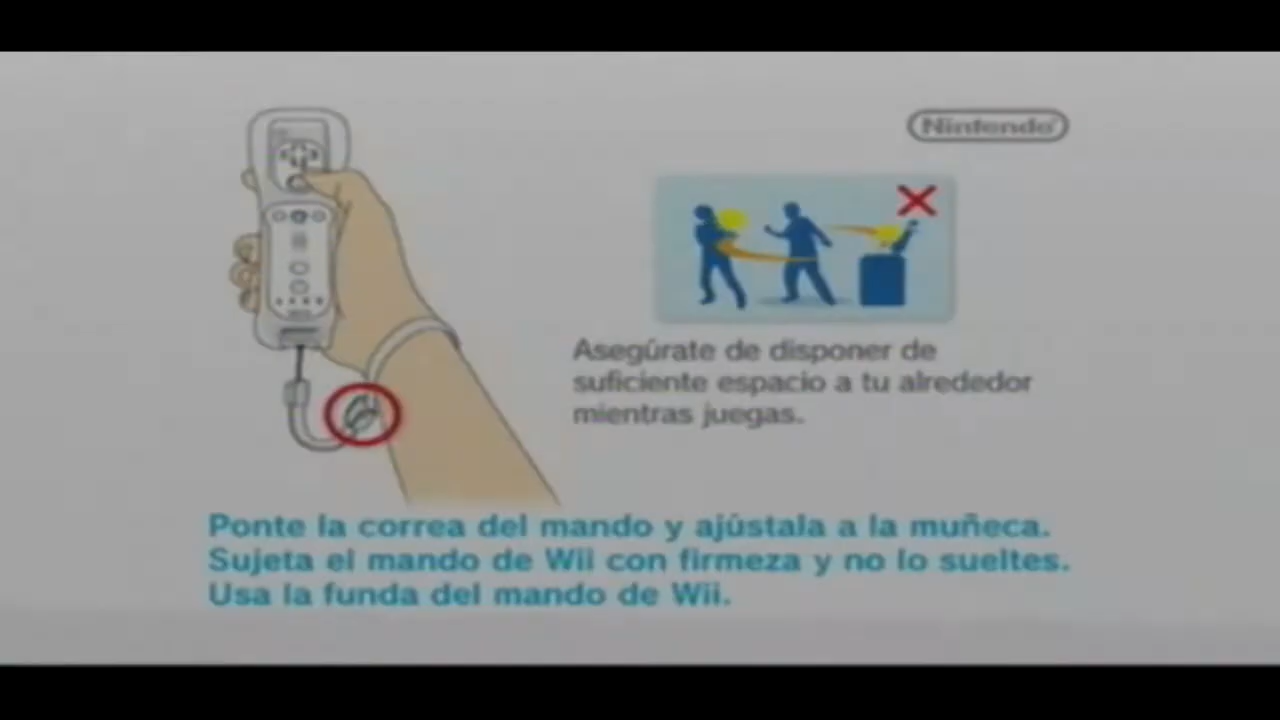 Nintendo
Asegúrate de disponer de
suficiente espacio a tu alrededor
mientras juegas.
Ponte la correa del mando y ajústala a la muñeca.
Sujeta el mando de Wii con firmeza y no lo sueltes.
Usa la funda del mando de Wii.